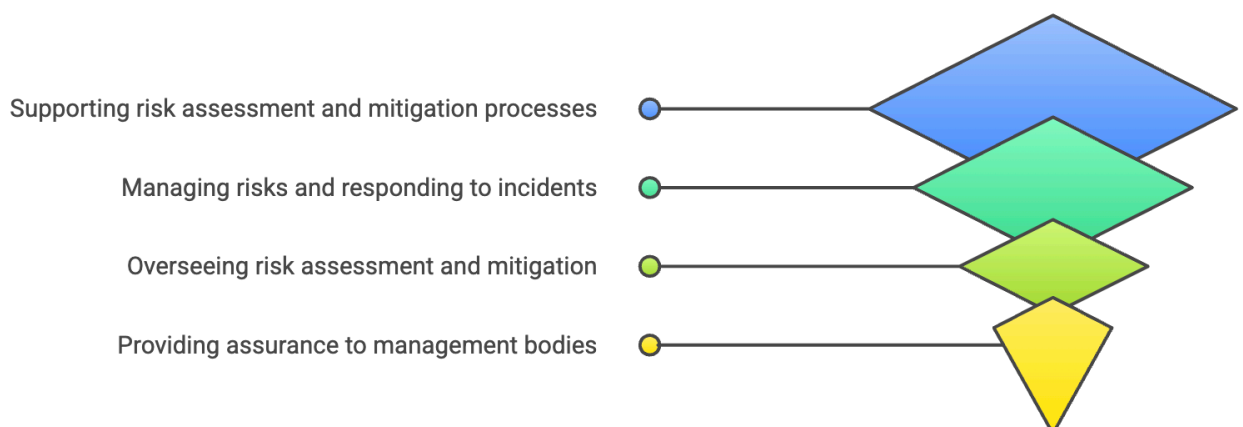 Supporting risk assessment and mitigation processes
Managing risks and responding to incidents
Overseeing risk assessment and mitigation
Providing assurance to management bodies